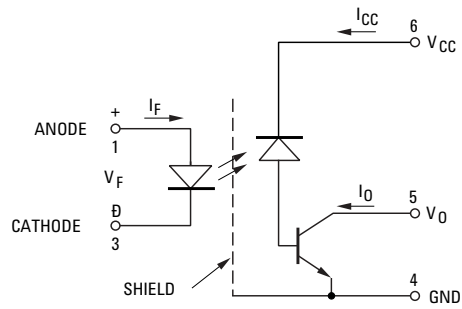 I_CC
6
V_CC
+
I_F
ANODE
1
V_F
I_O
5
V_O
Ð
CATHODE
3
SHIELD
4
GND